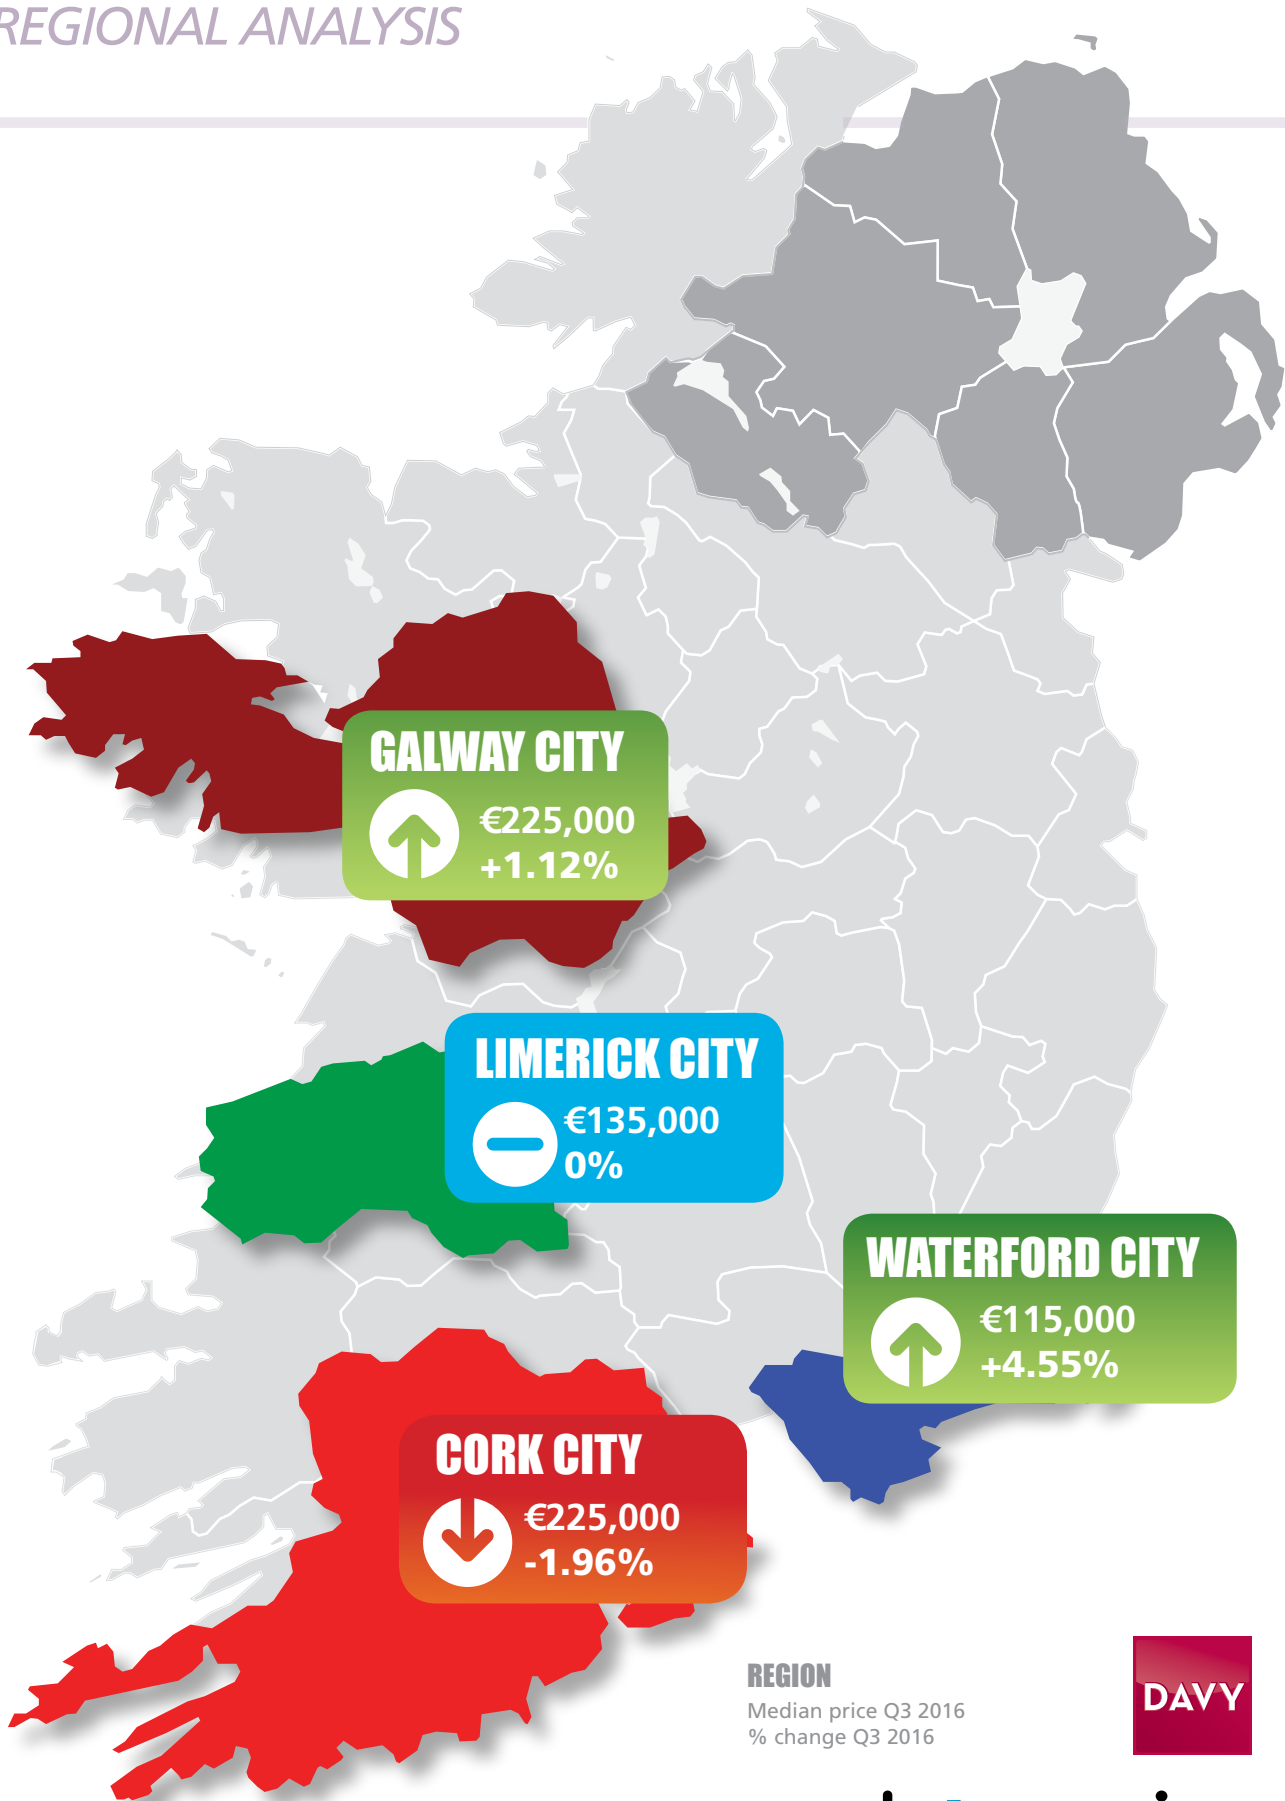 REGIONAL ANALYSIS
GALWAY CITY
€225,000
+1.12%
LIMERICK CITY
€135,000
0%
WATERFORD CITY
€115,000
+4.55%
CORK CITY
€225,000
-1.96%
REGION
Median price Q3 2016
% change Q3 2016
DAVY